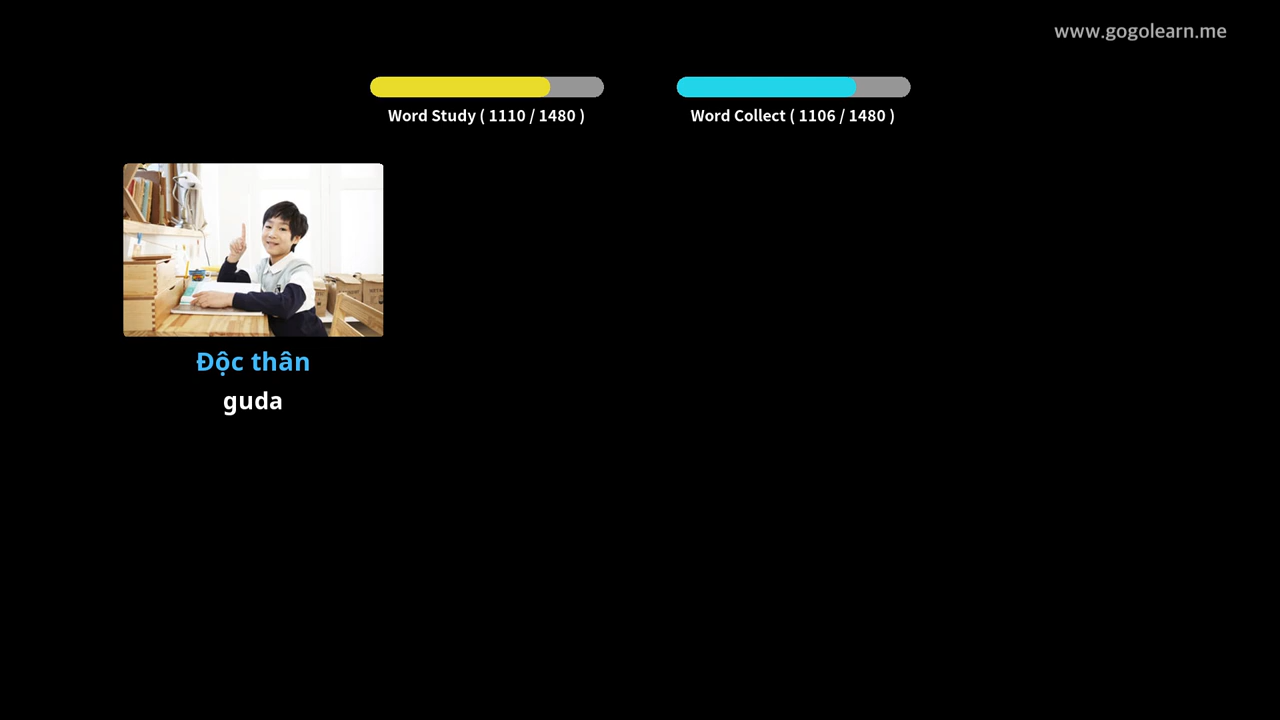 www.gogolearn.me
Word Study ( 1110 / 1480 )
Word Collect ( 1106 / 1480 )
Độc thân
guda